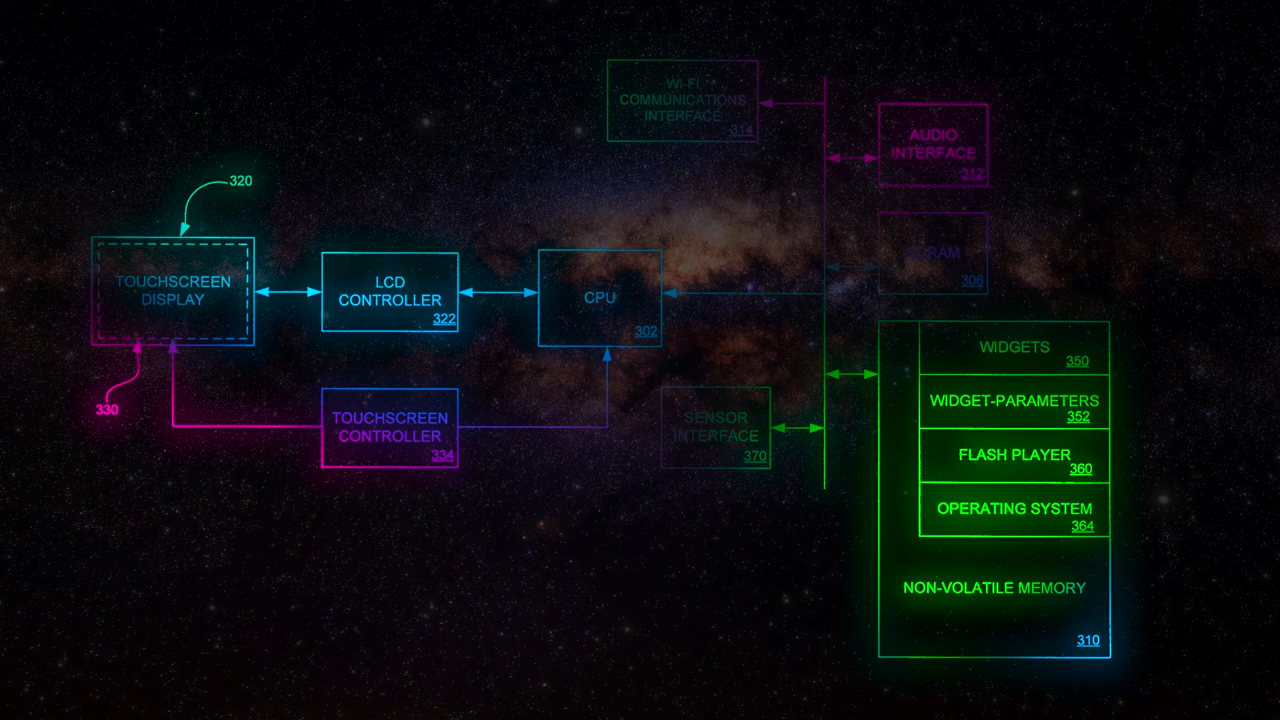 WI-FI
COMMUNICATIONS
INTERFACE
314
AUDIO
INTERFACE
312
320
TOUCHSCREEN
DISPLAY
LCD
CONTROLLER
322
CPU
302
306
330
TOUCHSCREEN
CONTROLLER
334
SENSOR
INTERFACE
370
WIDGETS
350
WIDGET-PARAMETERS
352
FLASH PLAYER
360
OPERATING SYSTEM
364
NON-VOLATILE MEMORY
310